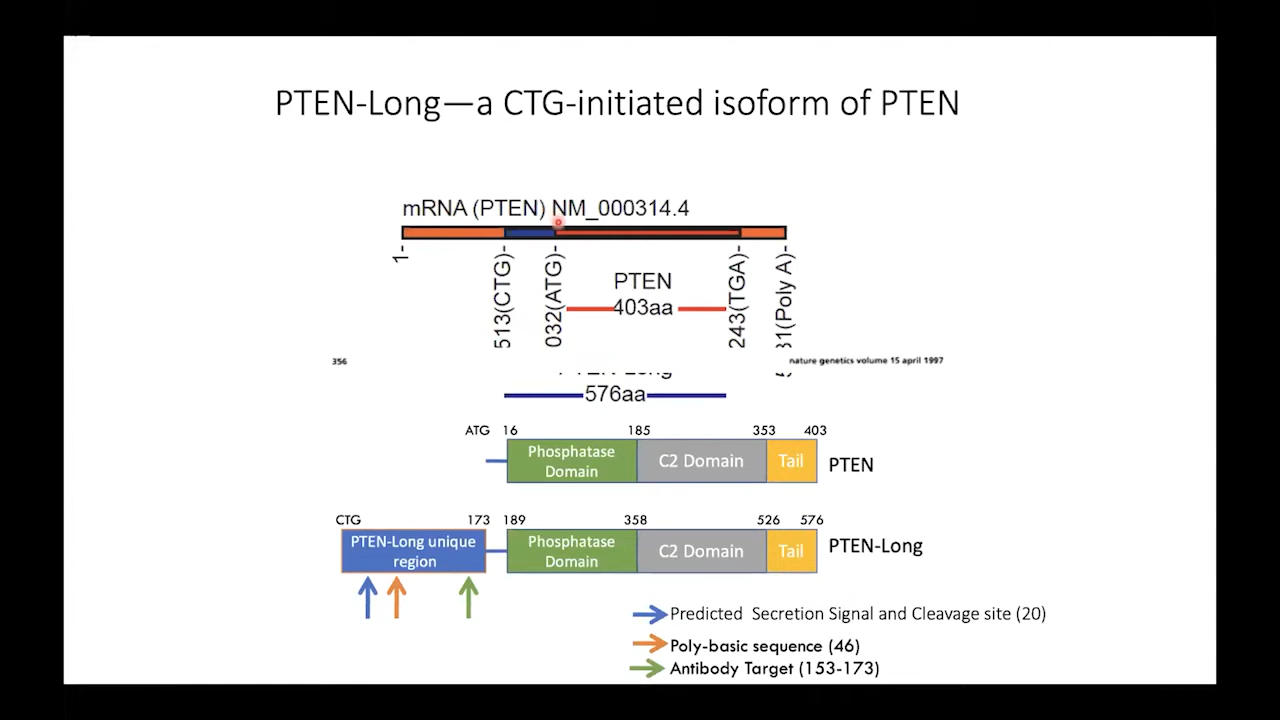 PTEN-Long—a CTG-initiated isoform of PTEN
mRNA (PTEN) NM_000314.4
1-
513(CTG)-
032(ATG)-
PTEN
403aa
243(TGA)-
31(Poly A)-
356
nature genetics volume 15 april 1997
576aa
ATG 16 185 353 403
Phosphatase
Domain
C2 Domain
Tail
PTEN
CTG 173 189 358 526 576
PTEN-Long unique
region
Phosphatase
Domain
C2 Domain
Tail
PTEN-Long
Predicted Secretion Signal and Cleavage site (20)
Poly-basic sequence (46)
Antibody Target (153-173)